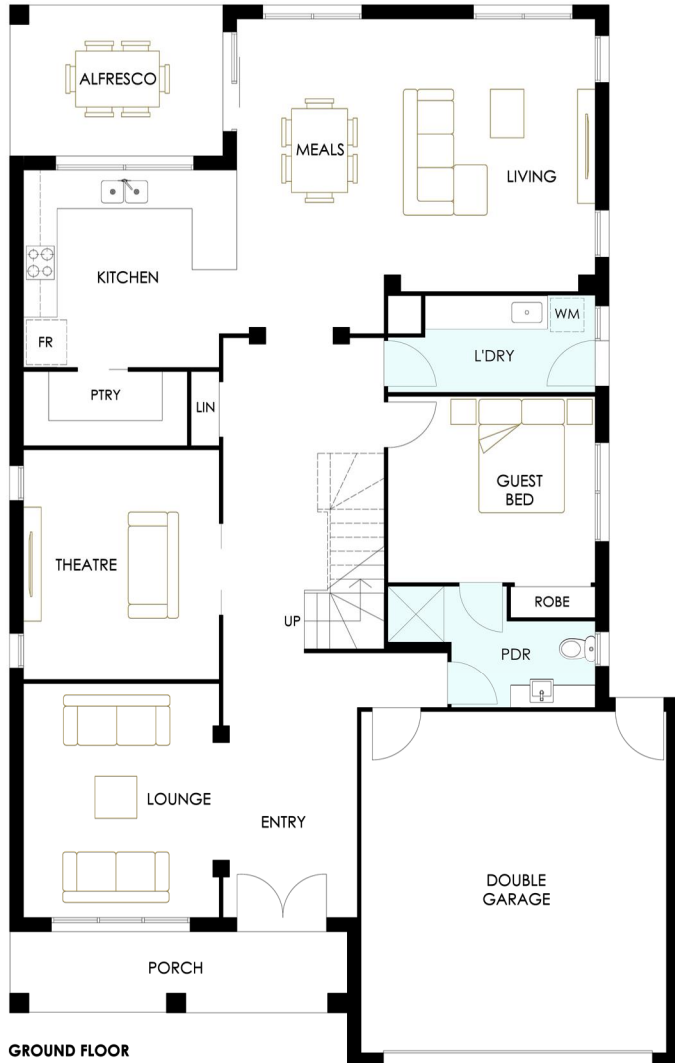 ALFRESCO
MEALS
LIVING
KITCHEN
FR
WM
L'DRY
PTRY
LIN
GUEST
BED
THEATRE
ROBE
UP
PDR
LOUNGE
ENTRY
DOUBLE
GARAGE
PORCH
GROUND FLOOR